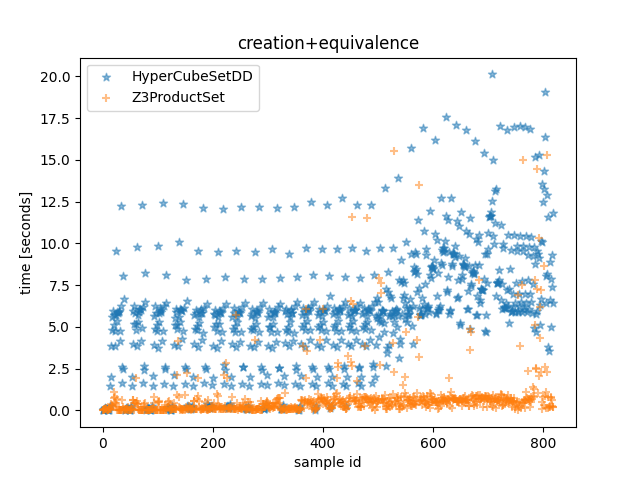 creation+equivalence
HyperCubeSetDD
Z3ProductSet
time [seconds]
20.0
17.5
15.0
12.5
10.0
7.5
5.0
2.5
0.0
0
200
400
600
800
sample id